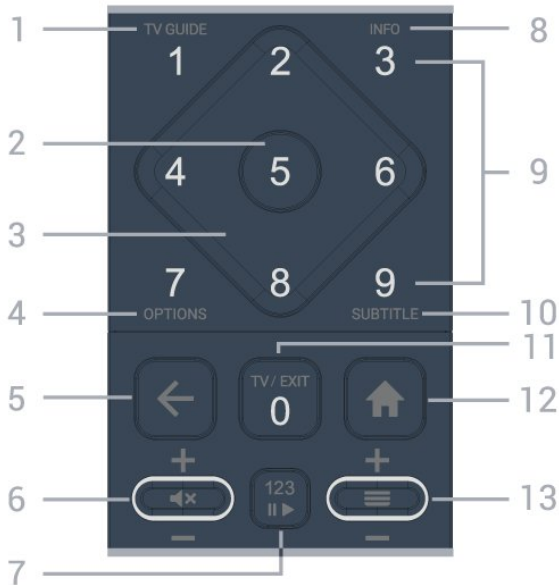 1 TV GUIDE INFO 8
1 2 3
2
4 5 6 9
3
7 8 9
4 OPTIONS SUBTITLE 10
11
TV / EXIT
5 0 12
+ +
6 13
123
- -
7